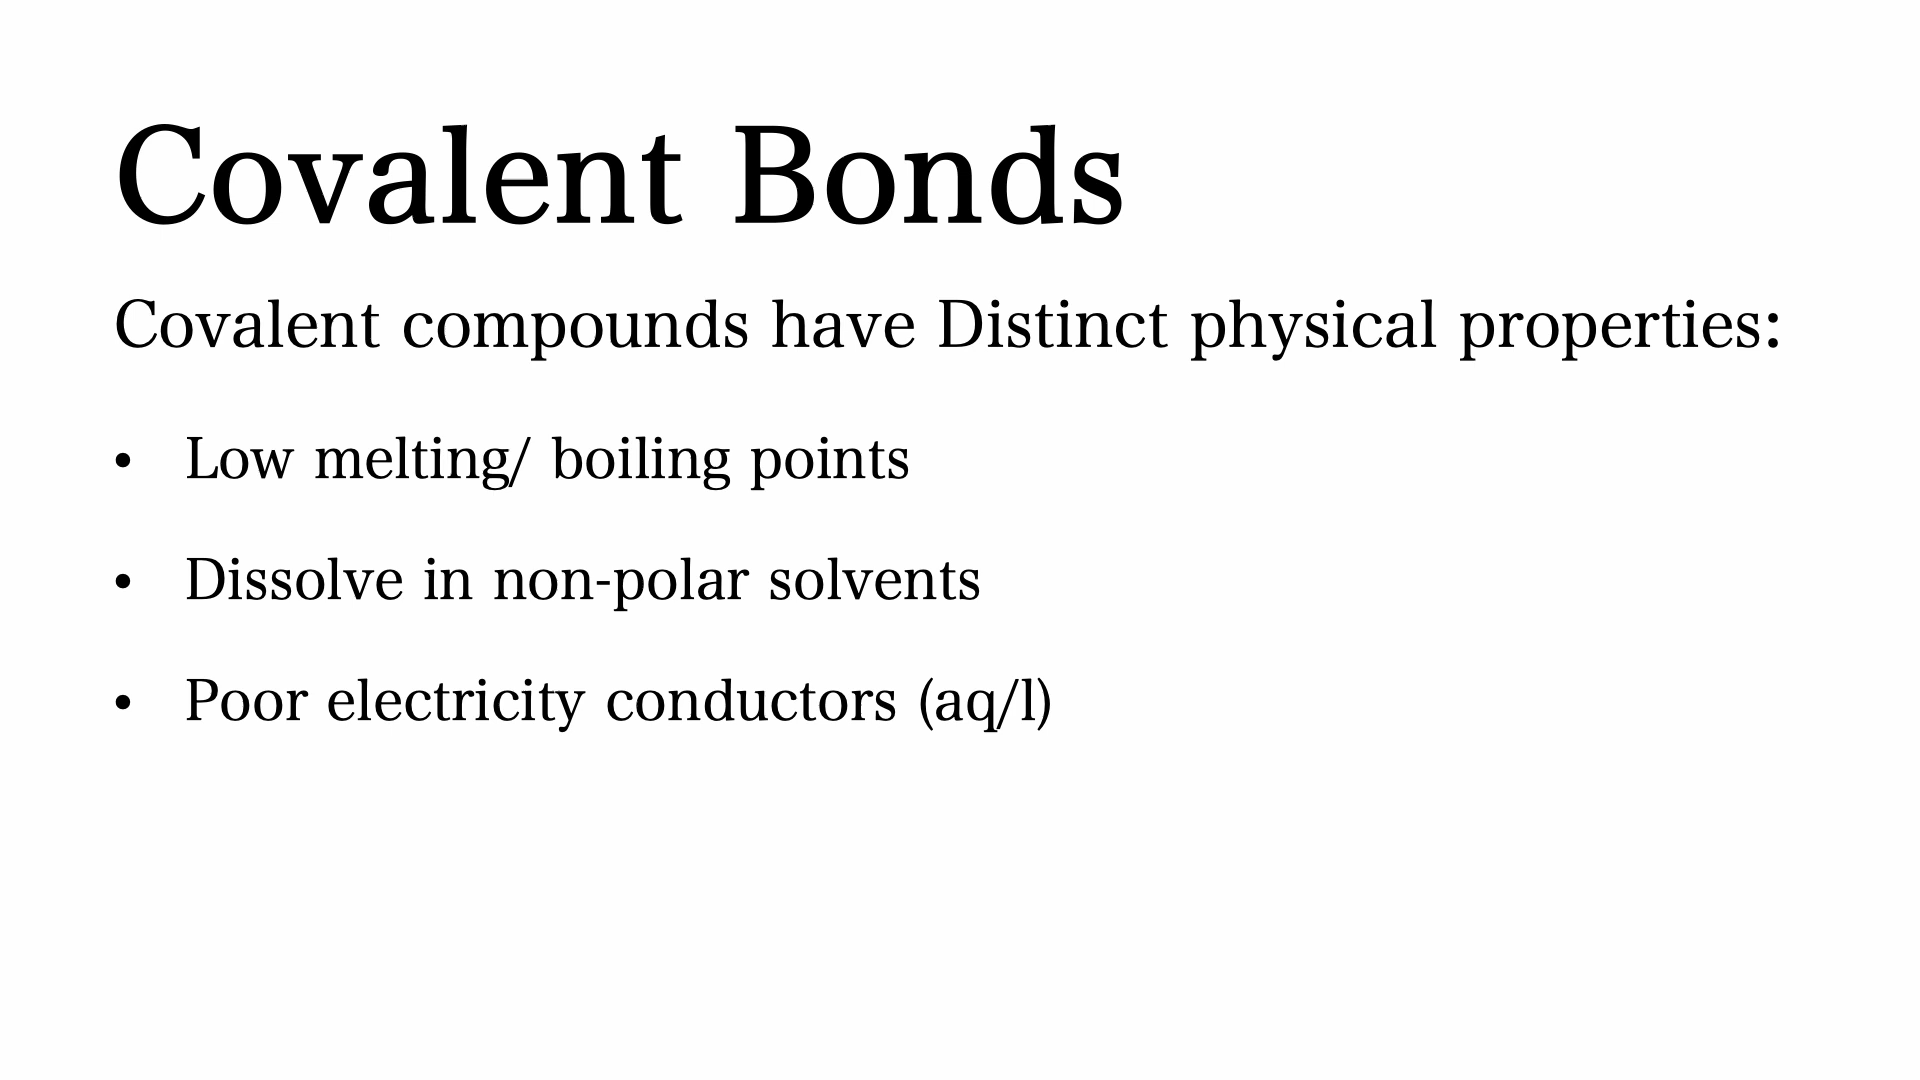 Covalent Bonds
Covalent compounds have Distinct physical properties:
• Low melting/ boiling points
• Dissolve in non-polar solvents
• Poor electricity conductors (aq/l)